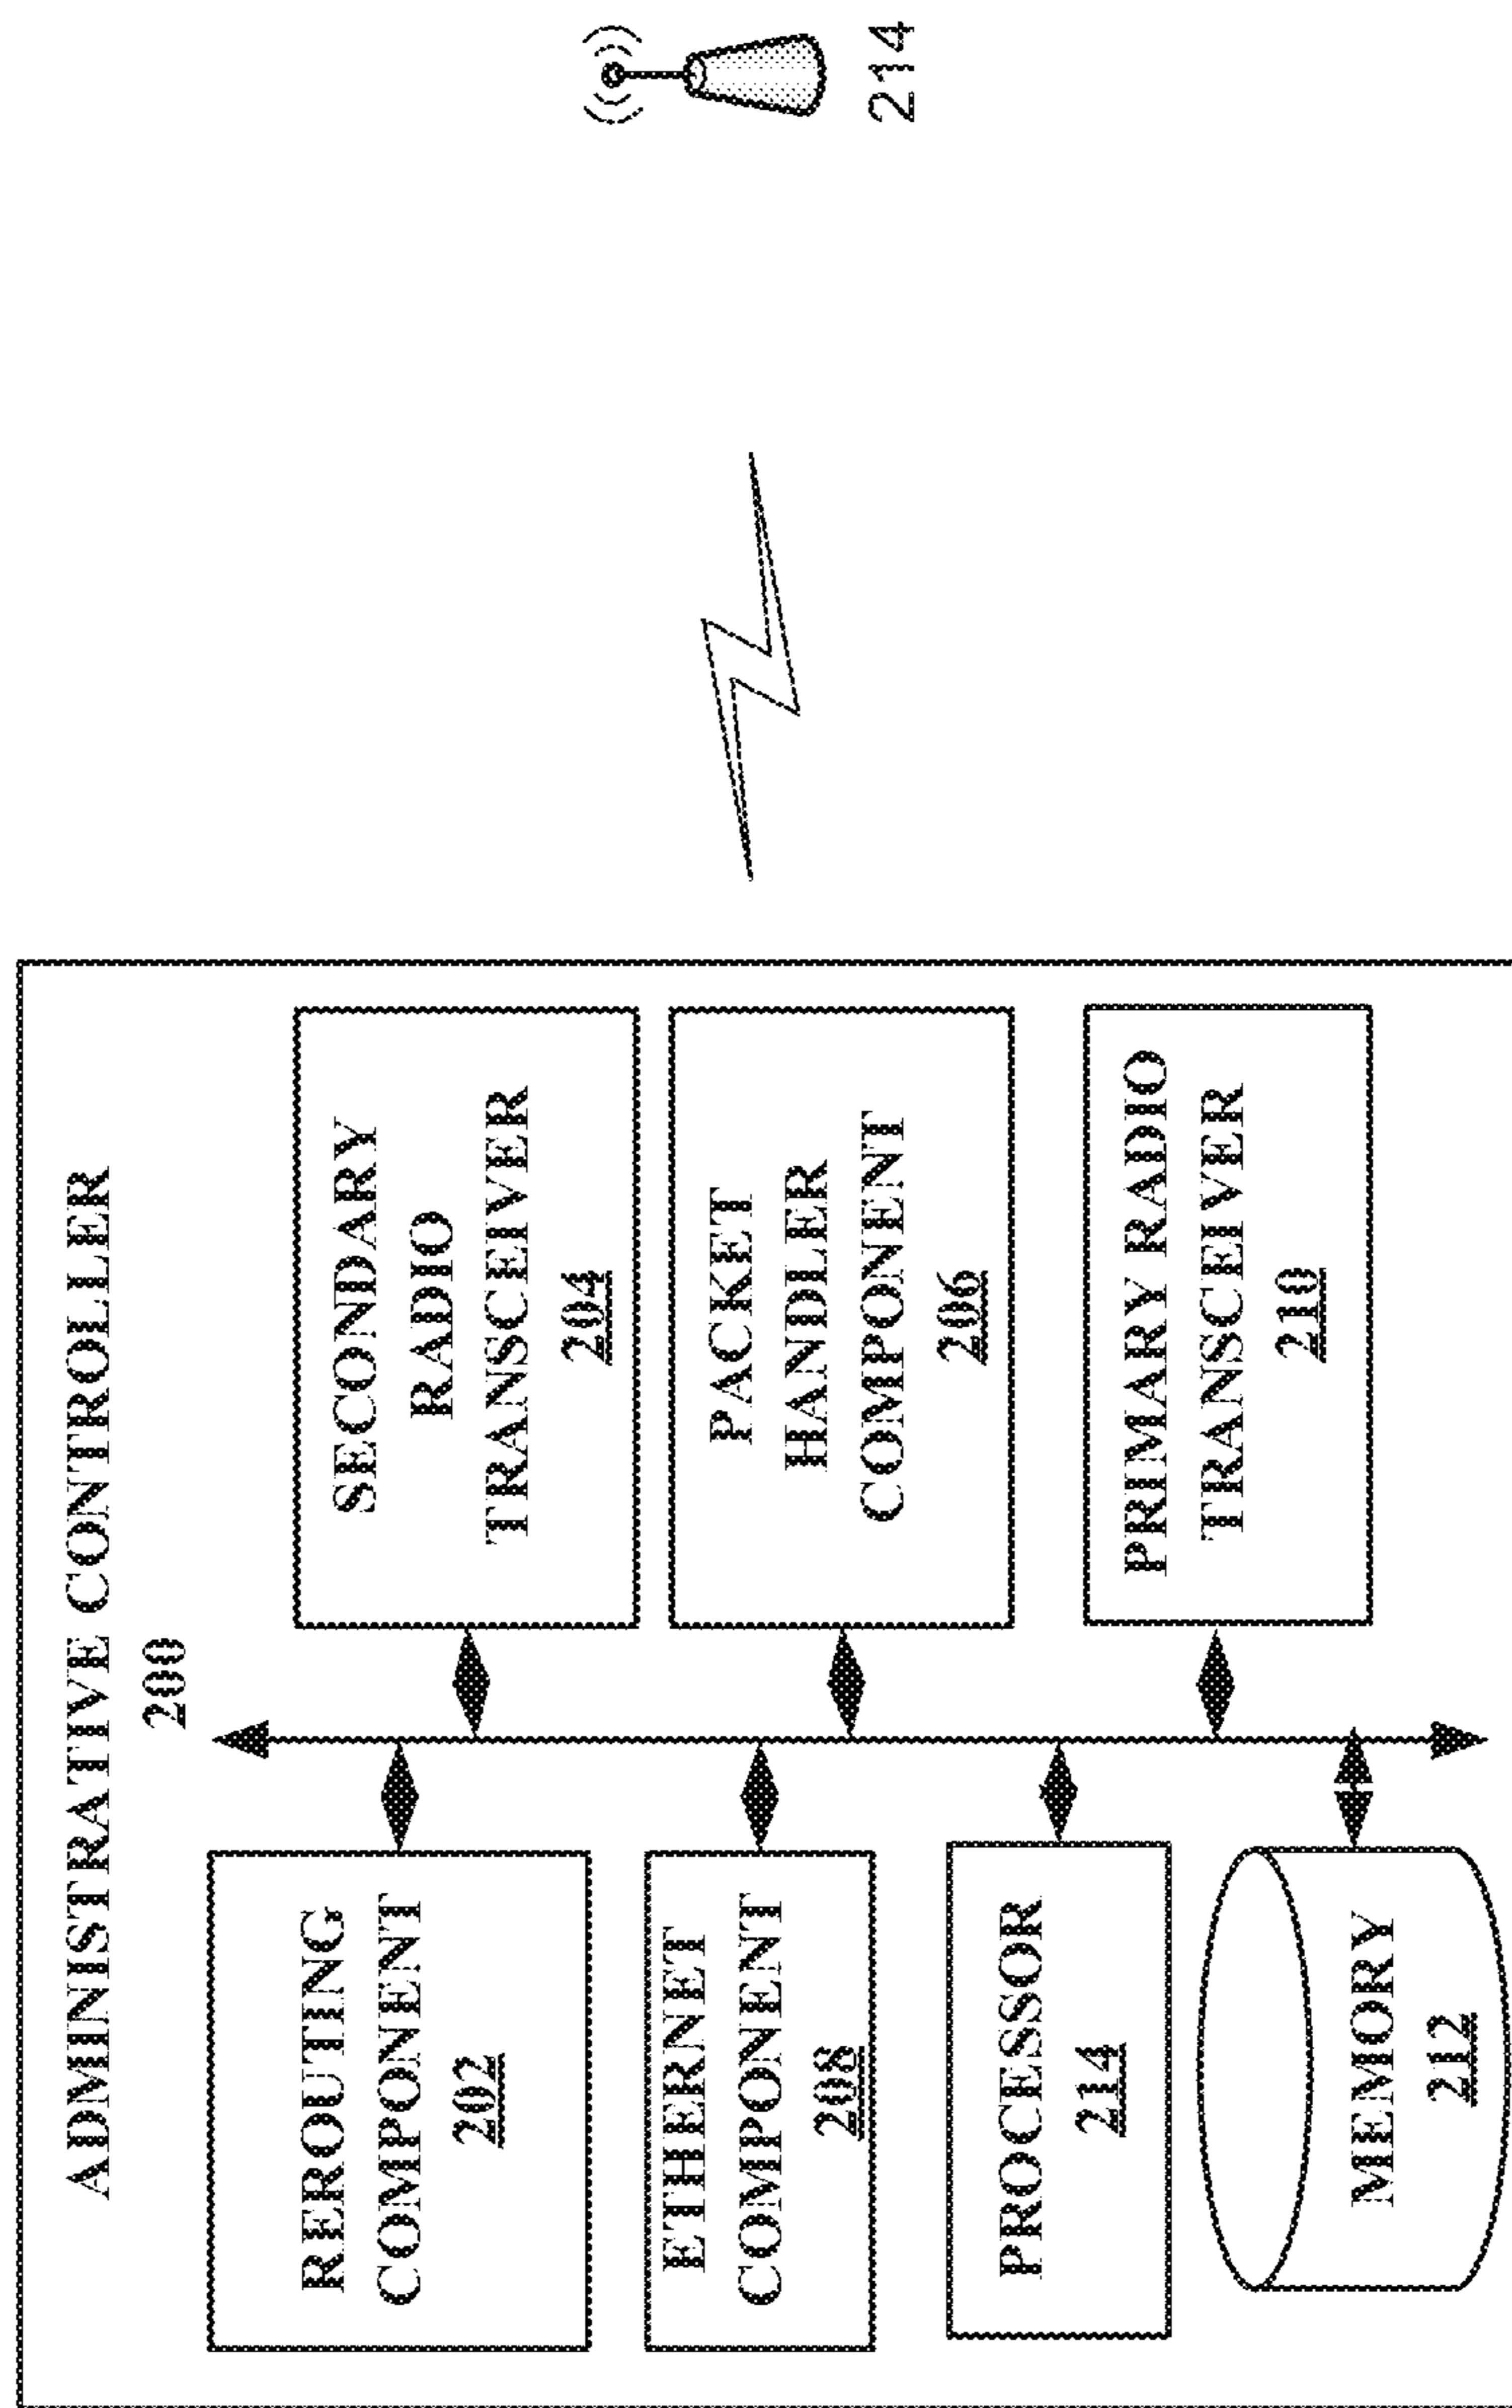 ADMINISTRATIVE CONTROLLER
200
REROUTING
COMPONENT
202
SECONDARY
RADIO
TRANSCEIVER
204
ETHERNET
COMPONENT
208
PACKET
HANDLER
COMPONENT
206
PROCESSOR
214
PRIMARY RADIO
TRANSCEIVER
210
MEMORY
212
214